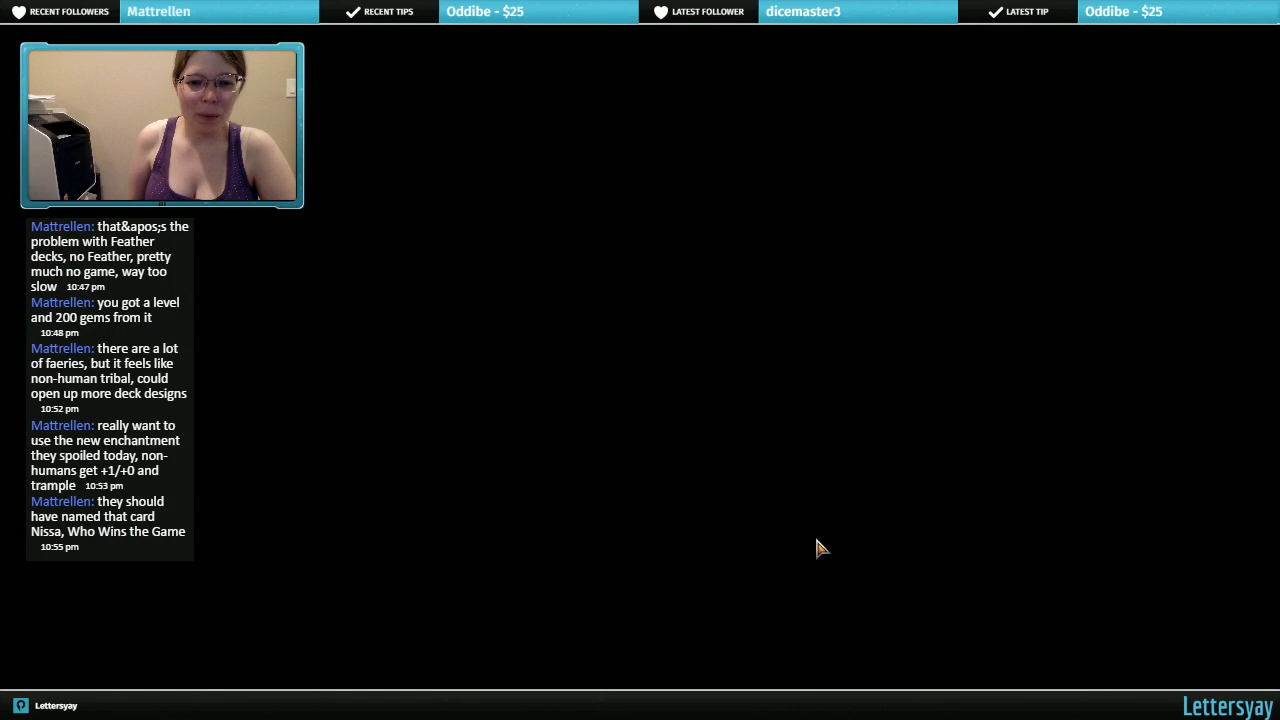 RECENT FOLLOWERS Mattrellen RECENT TIPS Oddibe - $25 LATEST FOLLOWER dicemaster3 LATEST TIP Oddibe - $25
Mattrellen: that&apos;s the
problem with Feather
decks, no Feather, pretty
much no game, way too
slow 10:47 pm
Mattrellen: you got a level
and 200 gems from it
10:48 pm
Mattrellen: there are a lot
of faeries, but it feels like
non-human tribal, could
open up more deck designs
10:52 pm
Mattrellen: really want to
use the new enchantment
they spoiled today, non-
humans get +1/+0 and
trample 10:53 pm
Mattrellen: they should
have named that card
Nissa, Who Wins the Game
10:55 pm
Lettersyay Lettersyay